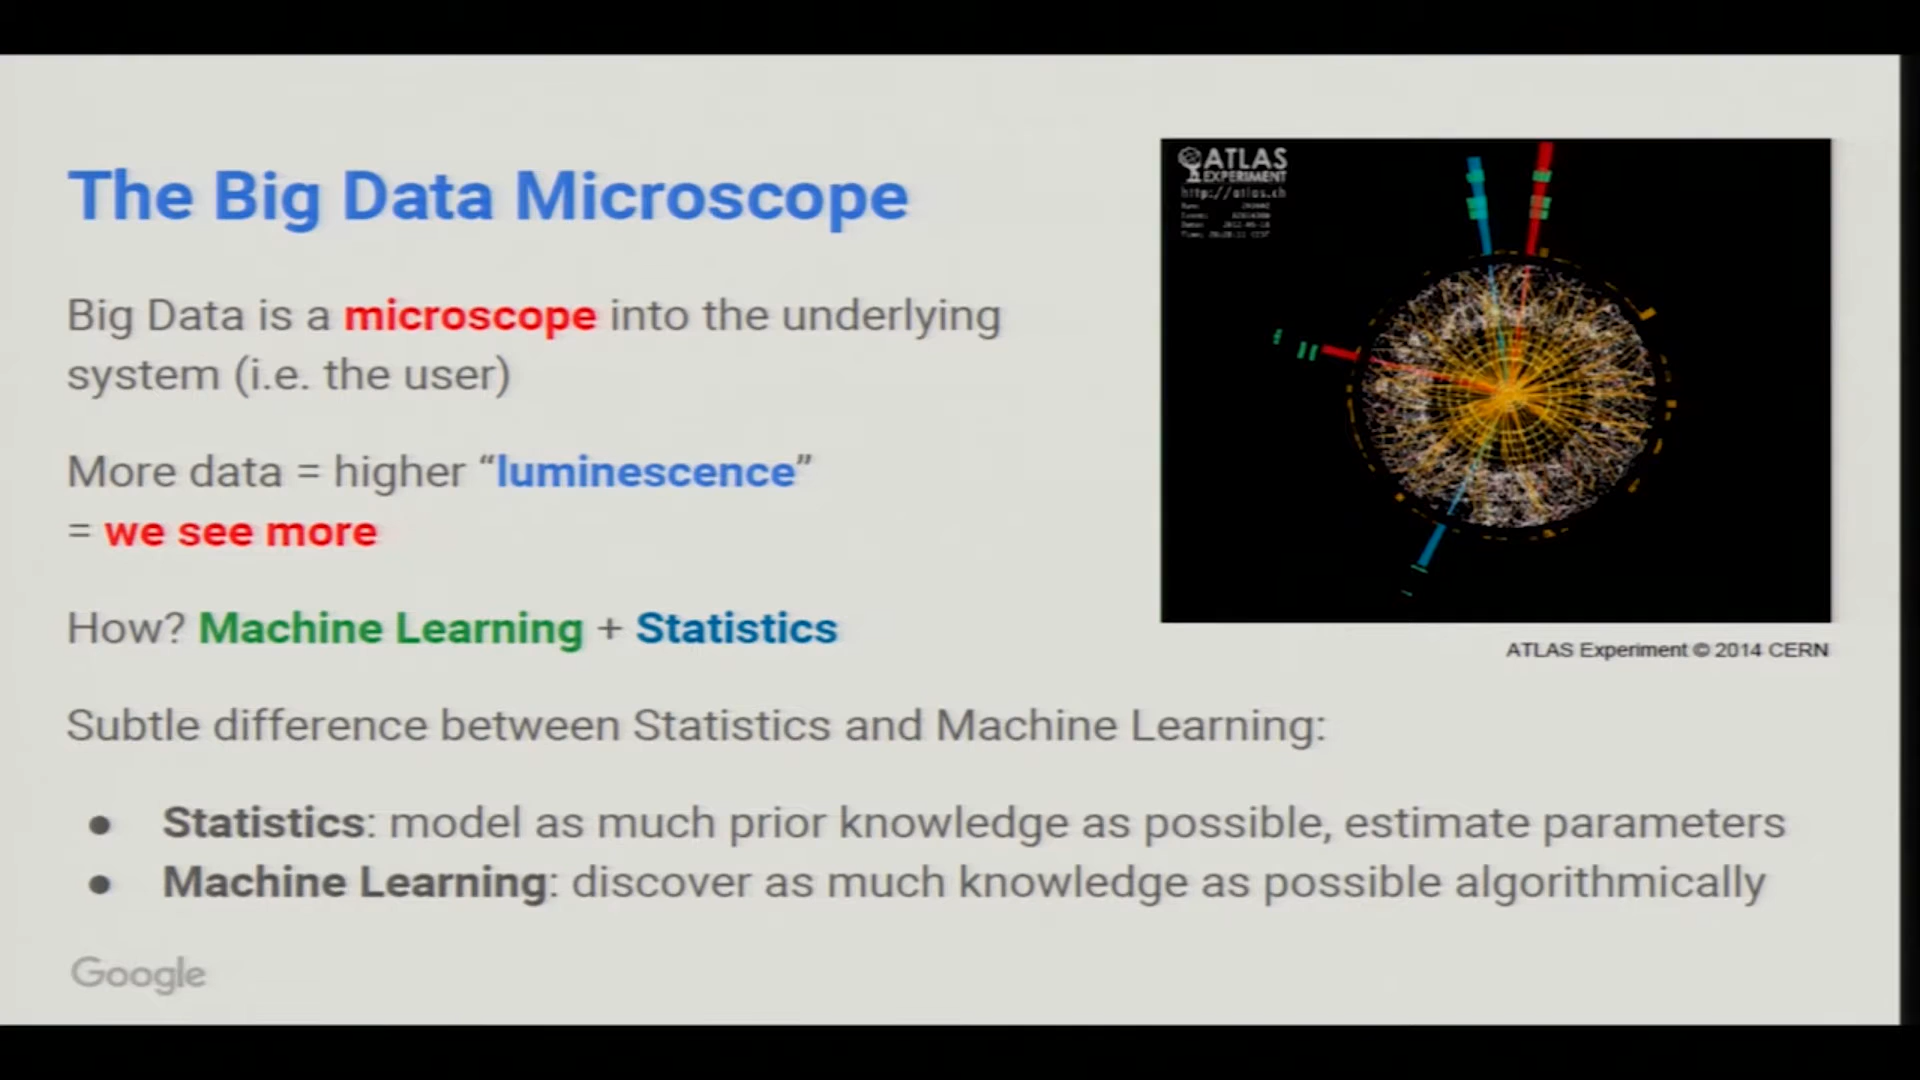 The Big Data Microscope
Big Data is a microscope into the underlying
system (i.e. the user)
More data = higher “luminescence”
= we see more
How? Machine Learning + Statistics
Subtle difference between Statistics and Machine Learning:
● Statistics: model as much prior knowledge as possible, estimate parameters
● Machine Learning: discover as much knowledge as possible algorithmically
Google
ATLAS
EXPERIMENT
http://atlas.ch
ATLAS Experiment © 2014 CERN